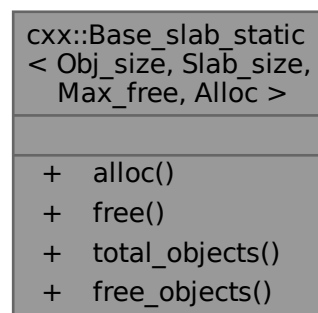 cxx::Base_slab_static
< Obj_size, Slab_size,
Max_free, Alloc >
+ alloc()
+ free()
+ total_objects()
+ free_objects()